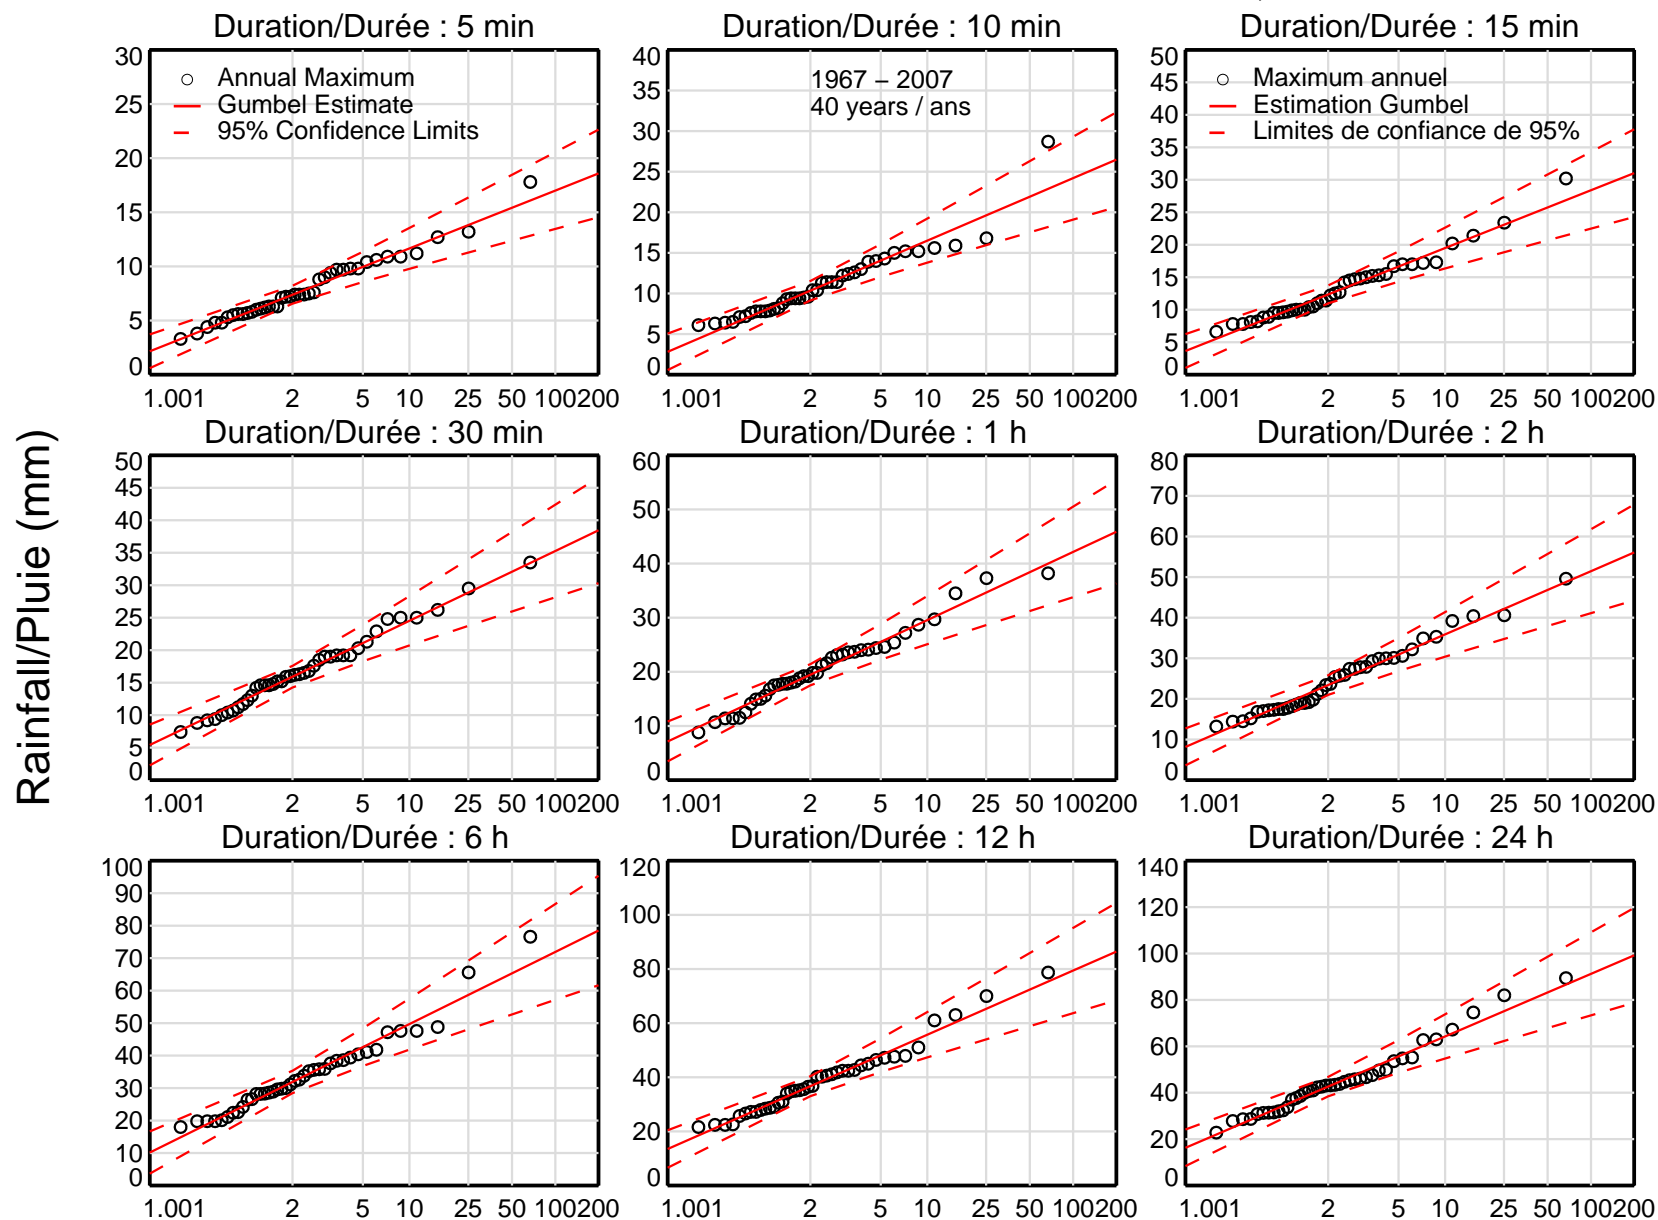 Duration/Durée : 5 min
30
25
20
15
10
5
0
○ Annual Maximum
— Gumbel Estimate
– 95% Confidence Limits
1.001 2 5 10 25 50 100200
Duration/Durée : 10 min
40
35
30
25
20
15
10
5
0
1967 – 2007
40 years / ans
1.001 2 5 10 25 50 100200
Duration/Durée : 15 min
50
45
40
35
30
25
20
15
10
5
0
○ Maximum annuel
— Estimation Gumbel
– Limites de confiance de 95%
1.001 2 5 10 25 50 100200
Rainfall/Pluie (mm)
Duration/Durée : 30 min
50
45
40
35
30
25
20
15
10
5
0
1.001 2 5 10 25 50 100200
Duration/Durée : 1 h
60
50
40
30
20
10
0
1.001 2 5 10 25 50 100200
Duration/Durée : 2 h
80
70
60
50
40
30
20
10
0
1.001 2 5 10 25 50 100200
Duration/Durée : 6 h
100
90
80
70
60
50
40
30
20
10
0
1.001 2 5 10 25 50 100200
Duration/Durée : 12 h
120
100
80
60
40
20
0
1.001 2 5 10 25 50 100200
Duration/Durée : 24 h
140
120
100
80
60
40
20
0
1.001 2 5 10 25 50 100200